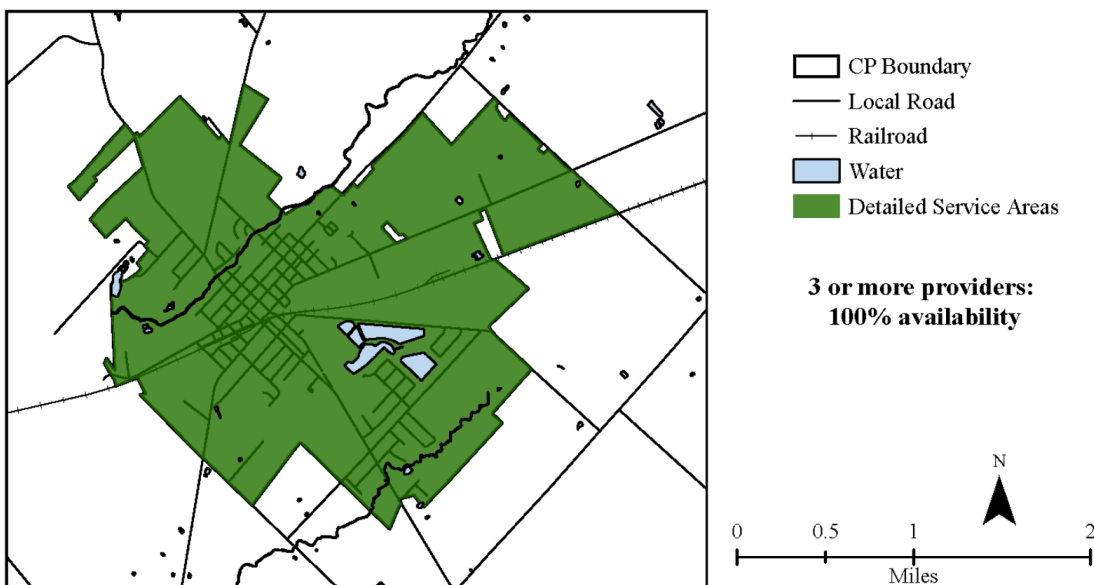 CP Boundary
Local Road
Railroad
Water
Detailed Service Areas
3 or more providers:
100% availability
N
0 0.5 1 2
Miles